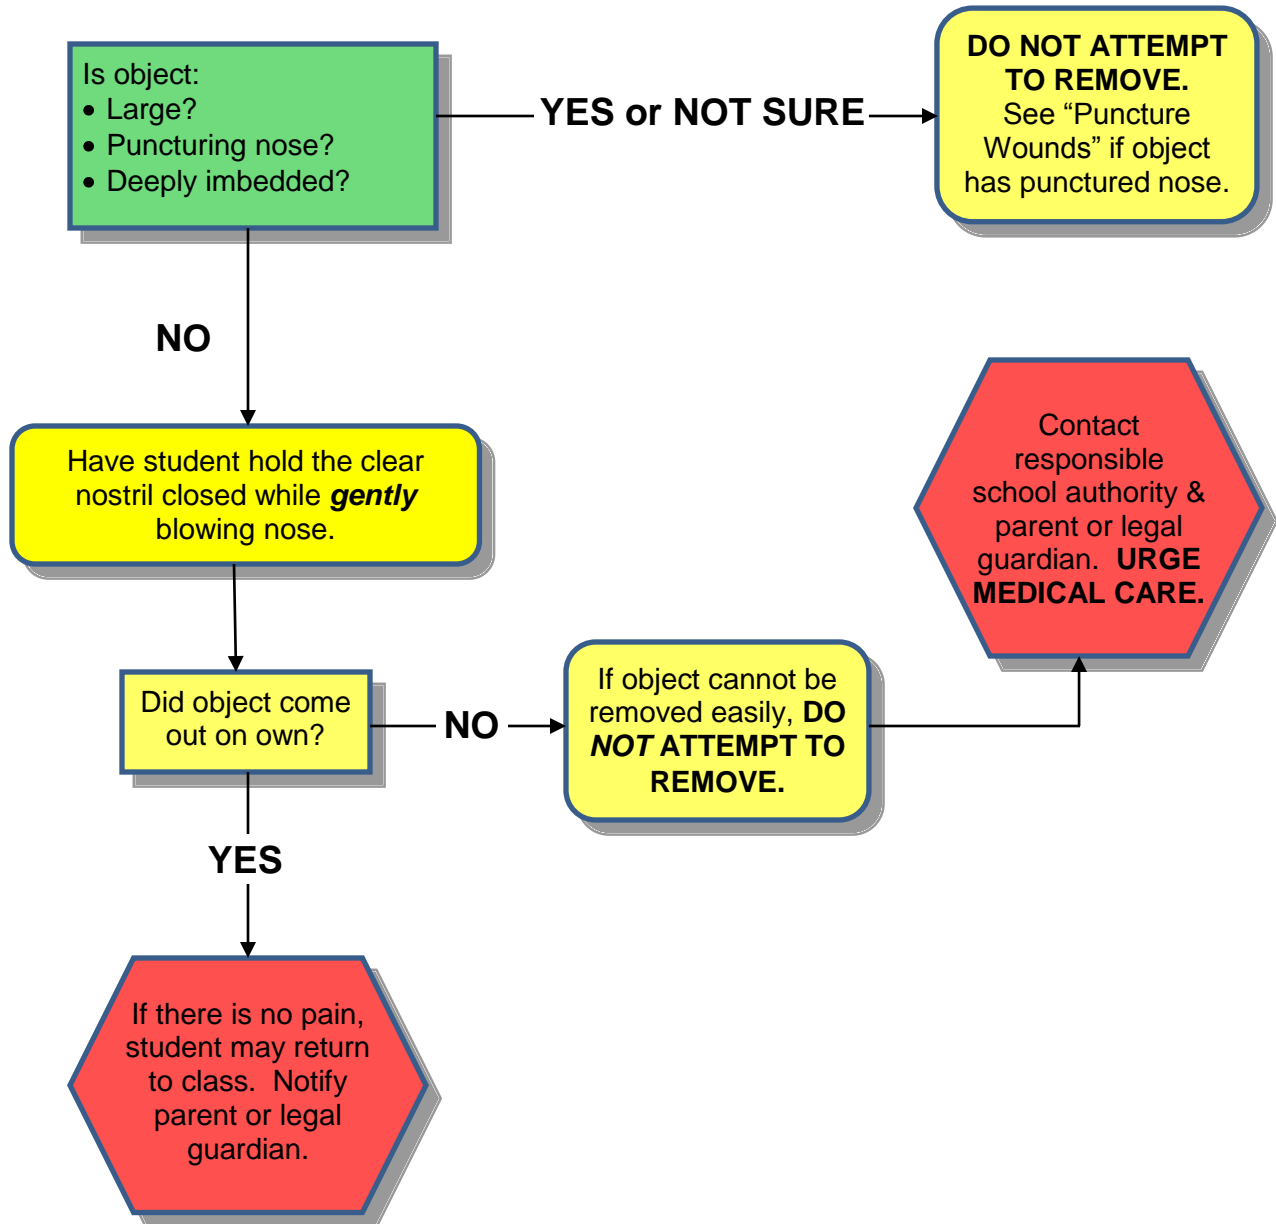 Is object:
• Large?
• Puncturing nose?
• Deeply imbedded?
YES or NOT SURE
DO NOT ATTEMPT
TO REMOVE.
See “Puncture
Wounds” if object
has punctured nose.
NO
Have student hold the clear
nostril closed while gently
blowing nose.
Did object come
out on own?
NO
If object cannot be
removed easily, DO
NOT ATTEMPT TO
REMOVE.
Contact
responsible
school authority &
parent or legal
guardian.  URGE
MEDICAL CARE.
YES
If there is no pain,
student may return
to class.  Notify
parent or legal
guardian.